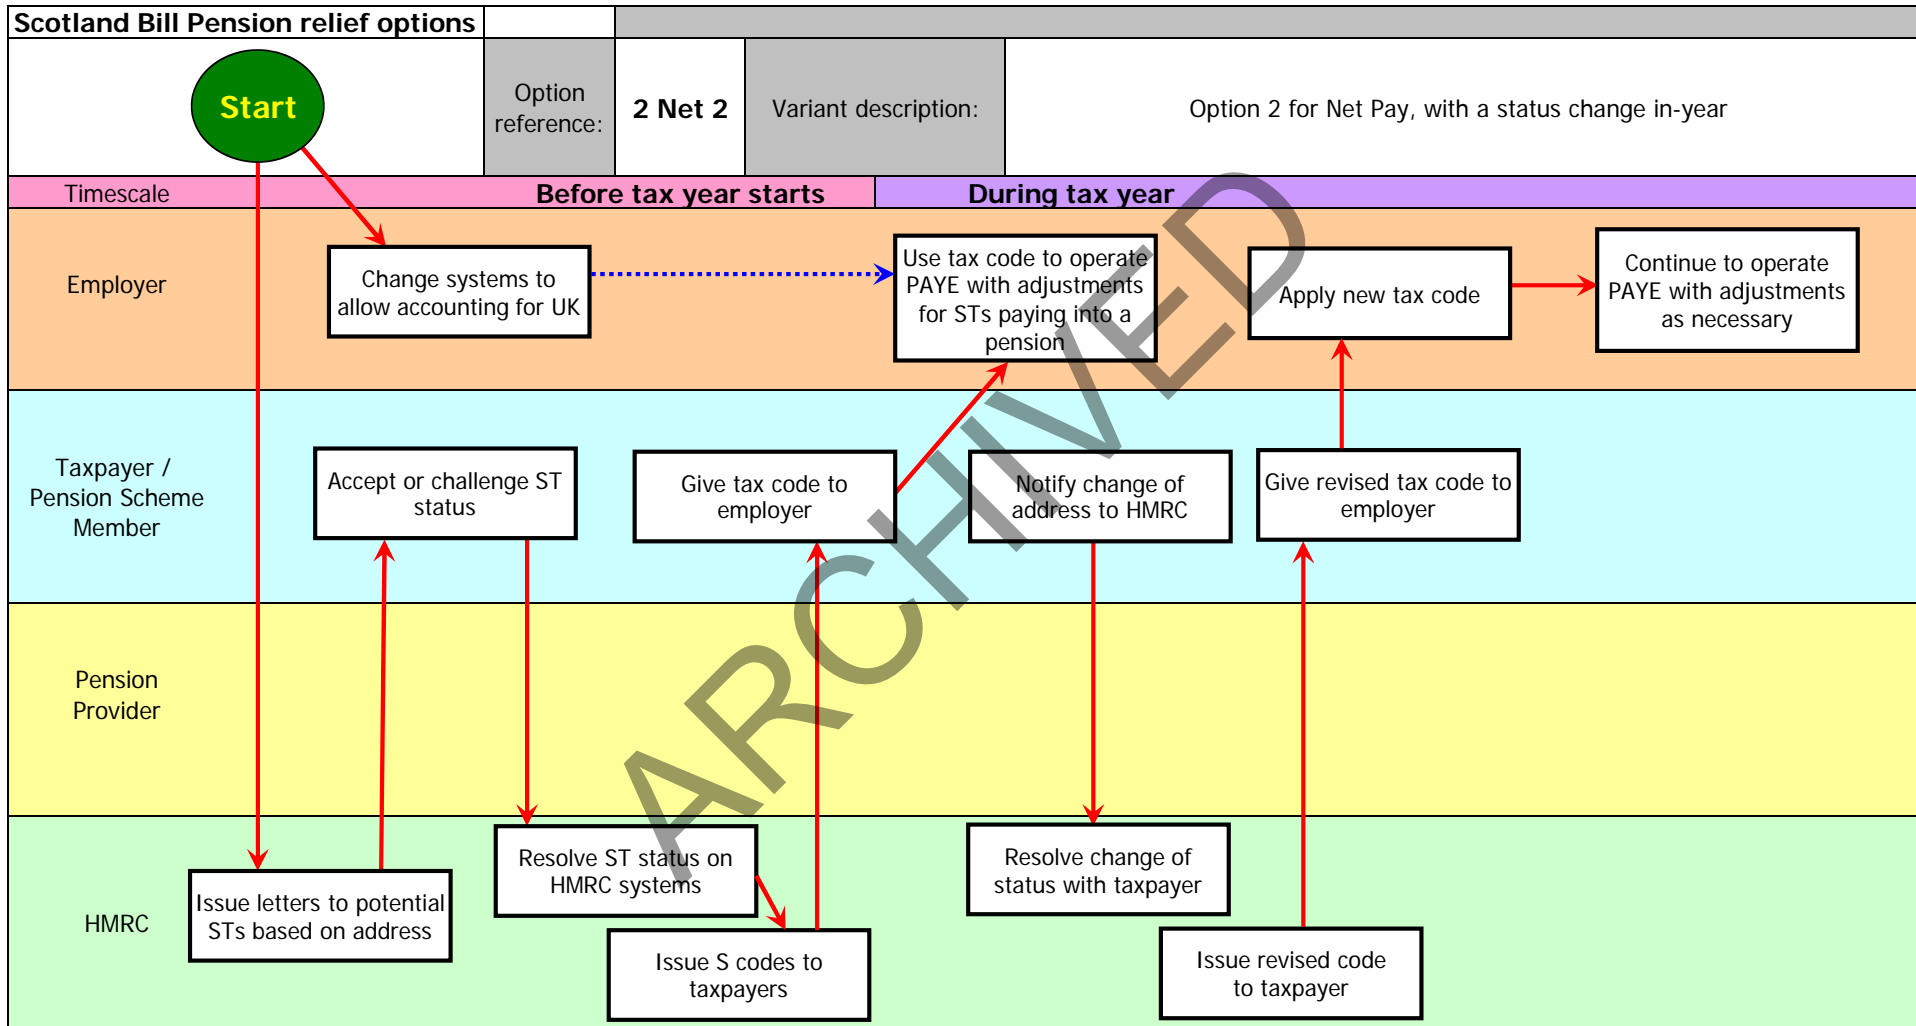 Scotland Bill Pension relief options
Start
Option
reference:
2 Net 2
Variant description:
Option 2 for Net Pay, with a status change in-year
Timescale
Before tax year starts
During tax year
Employer
Change systems to
allow accounting for UK
Use tax code to operate
PAYE with adjustments
for STs paying into a
pension
Apply new tax code
Continue to operate
PAYE with adjustments
as necessary
Taxpayer /
Pension Scheme
Member
Accept or challenge ST
status
Give tax code to
employer
Notify change of
address to HMRC
Give revised tax code to
employer
Pension
Provider
HMRC
Issue letters to potential
STs based on address
Resolve ST status on
HMRC systems
Issue S codes to
taxpayers
Resolve change of
status with taxpayer
Issue revised code
to taxpayer
ARCHIVED